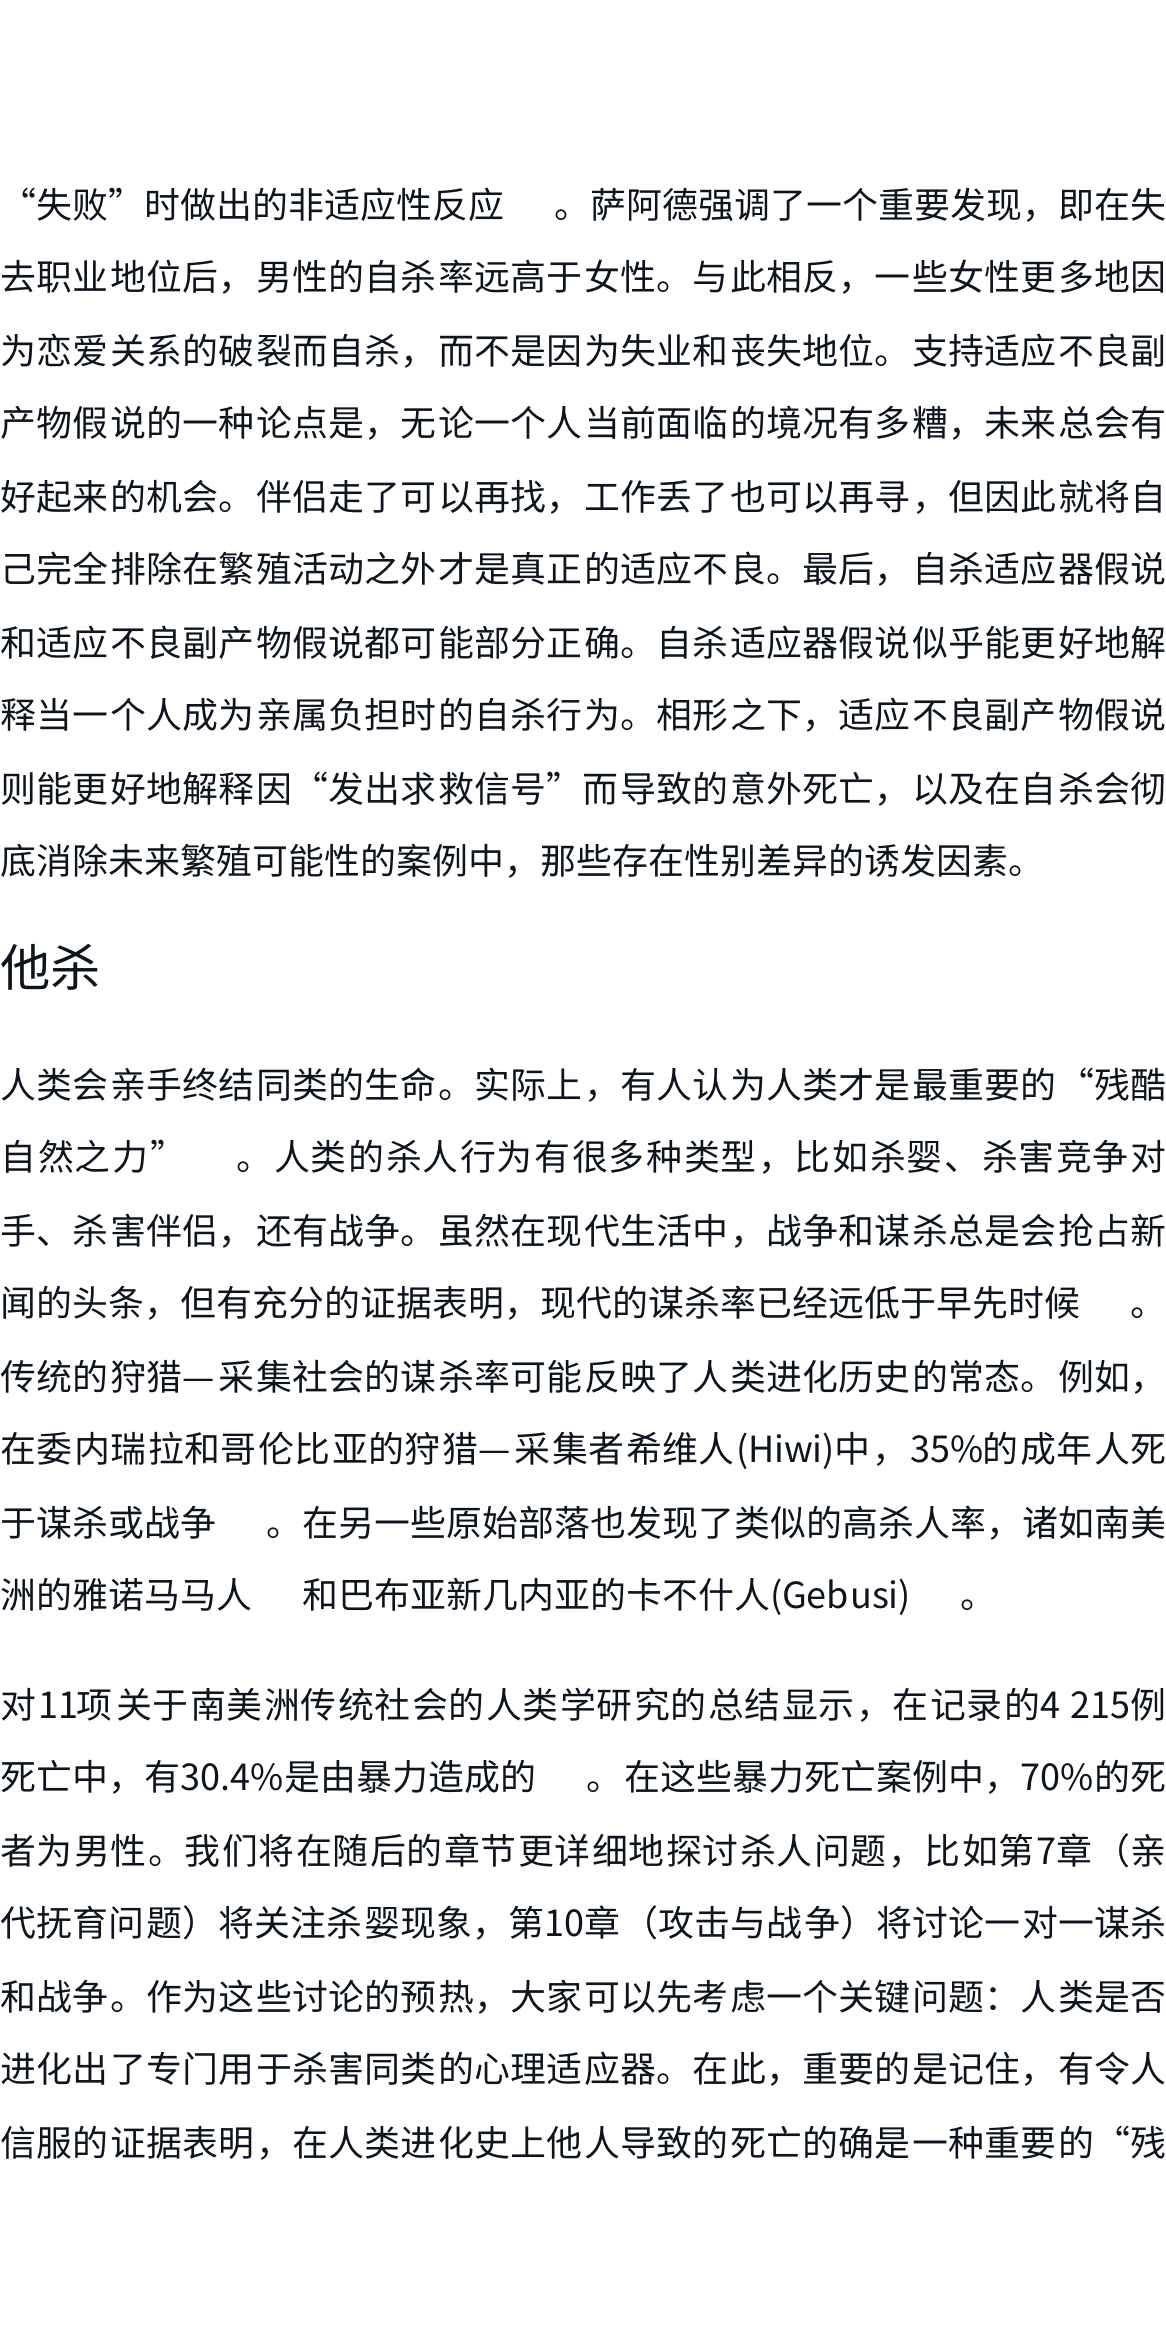 “失败”时做出的非适应性反应　。萨阿德强调了一个重要发现，即在失
去职业地位后，男性的自杀率远高于女性。与此相反，一些女性更多地因
为恋爱关系的破裂而自杀，而不是因为失业和丧失地位。支持适应不良副
产物假说的一种论点是，无论一个人当前面临的境况有多糟，未来总会有
好起来的机会。伴侣走了可以再找，工作丢了也可以再寻，但因此就将自
己完全排除在繁殖活动之外才是真正的适应不良。最后，自杀适应器假说
和适应不良副产物假说都可能部分正确。自杀适应器假说似乎能更好地解
释当一个人成为亲属负担时的自杀行为。相形之下，适应不良副产物假说
则能更好地解释因“发出求救信号”而导致的意外死亡，以及在自杀会彻
底消除未来繁殖可能性的案例中，那些存在性别差异的诱发因素。
他杀
人类会亲手终结同类的生命。实际上，有人认为人类才是最重要的“残酷
自然之力”　。人类的杀人行为有很多种类型，比如杀婴、杀害竞争对
手、杀害伴侣，还有战争。虽然在现代生活中，战争和谋杀总是会抢占新
闻的头条，但有充分的证据表明，现代的谋杀率已经远低于早先时候　。
传统的狩猎—采集社会的谋杀率可能反映了人类进化历史的常态。例如，
在委内瑞拉和哥伦比亚的狩猎—采集者希维人(Hiwi)中，35%的成年人死
于谋杀或战争　。在另一些原始部落也发现了类似的高杀人率，诸如南美
洲的雅诺马马人　和巴布亚新几内亚的卡不什人(Gebusi)　。
对11项关于南美洲传统社会的人类学研究的总结显示，在记录的4 215例
死亡中，有30.4%是由暴力造成的　。在这些暴力死亡案例中，70%的死
者为男性。我们将在随后的章节更详细地探讨杀人问题，比如第7章（亲
代抚育问题）将关注杀婴现象，第10章（攻击与战争）将讨论一对一谋杀
和战争。作为这些讨论的预热，大家可以先考虑一个关键问题：人类是否
进化出了专门用于杀害同类的心理适应器。在此，重要的是记住，有令人
信服的证据表明，在人类进化史上他人导致的死亡的确是一种重要的“残